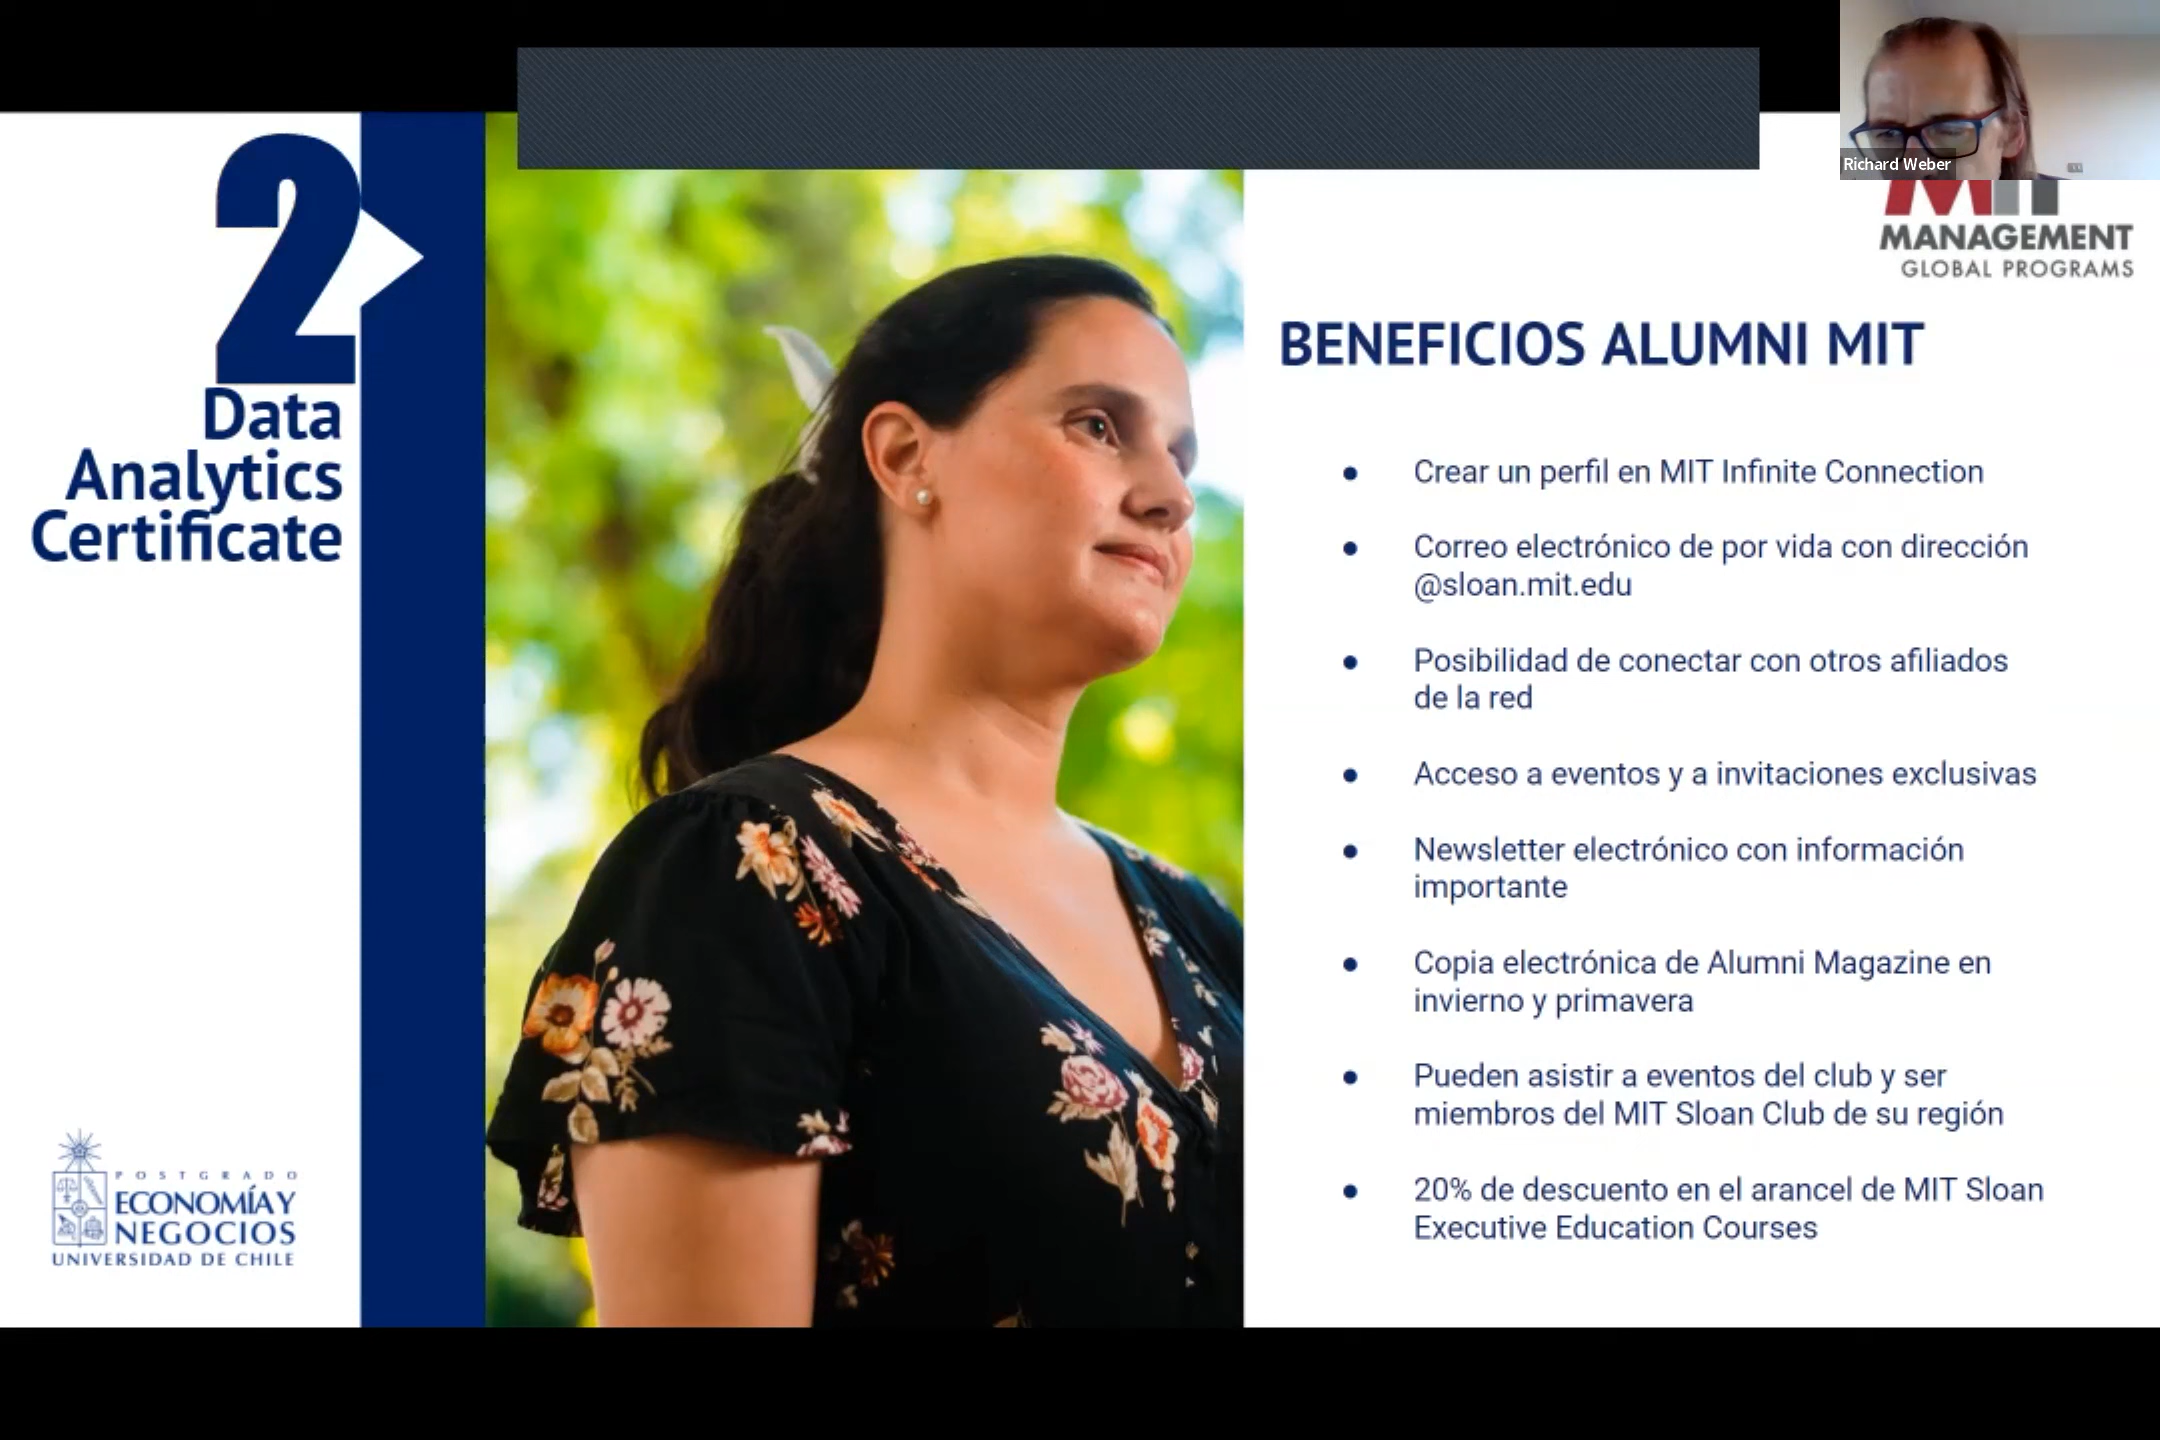 Richard Weber
2
Data
Analytics
Certificate
MIT
MANAGEMENT
GLOBAL PROGRAMS
BENEFICIOS ALUMNI MIT
● Crear un perfil en MIT Infinite Connection
● Correo electrónico de por vida con dirección
@sloan.mit.edu
● Posibilidad de conectar con otros afiliados
de la red
● Acceso a eventos y a invitaciones exclusivas
● Newsletter electrónico con información
importante
● Copia electrónica de Alumni Magazine en
invierno y primavera
● Pueden asistir a eventos del club y ser
miembros del MIT Sloan Club de su región
● 20% de descuento en el arancel de MIT Sloan
Executive Education Courses
POSTGRADO
ECONOMÍA Y
NEGOCIOS
UNIVERSIDAD DE CHILE